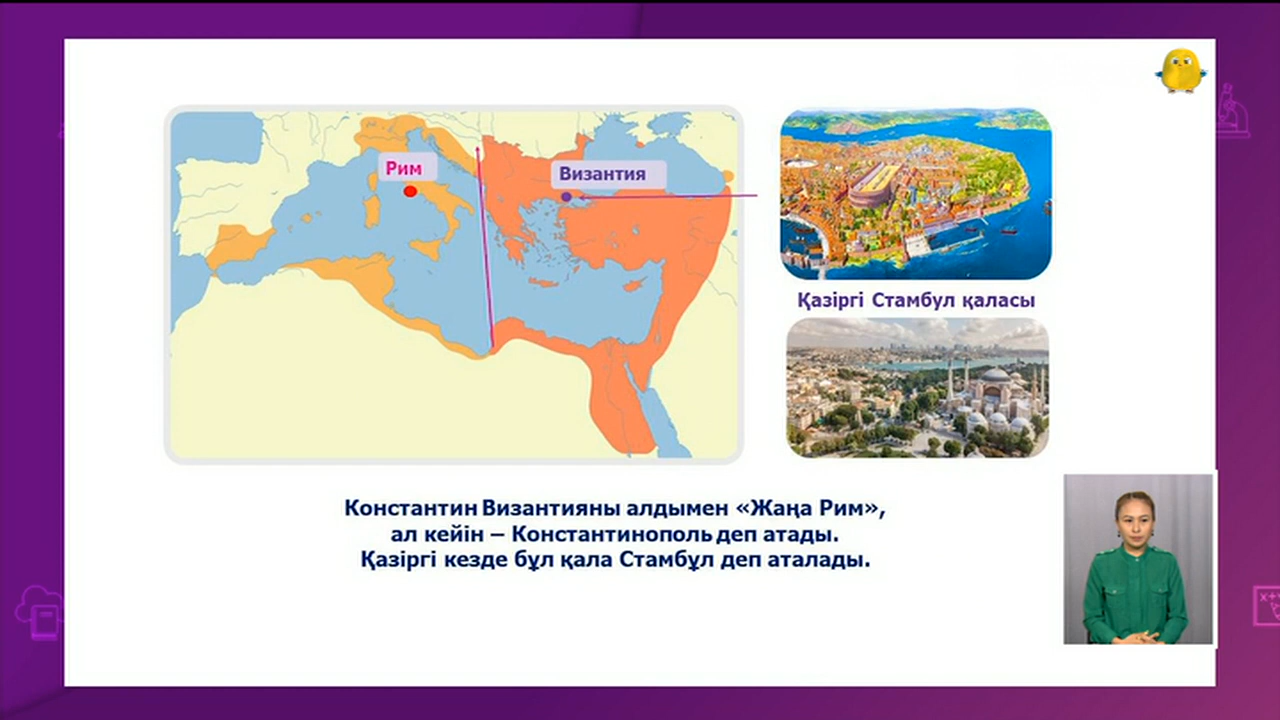 Рим
Византия
Қазіргі Стамбул қаласы
Константин Византияны алдымен «Жаңа Рим»,
ал кейін – Константинополь деп атады.
Қазіргі кезде бұл қала Стамбұл деп аталады.